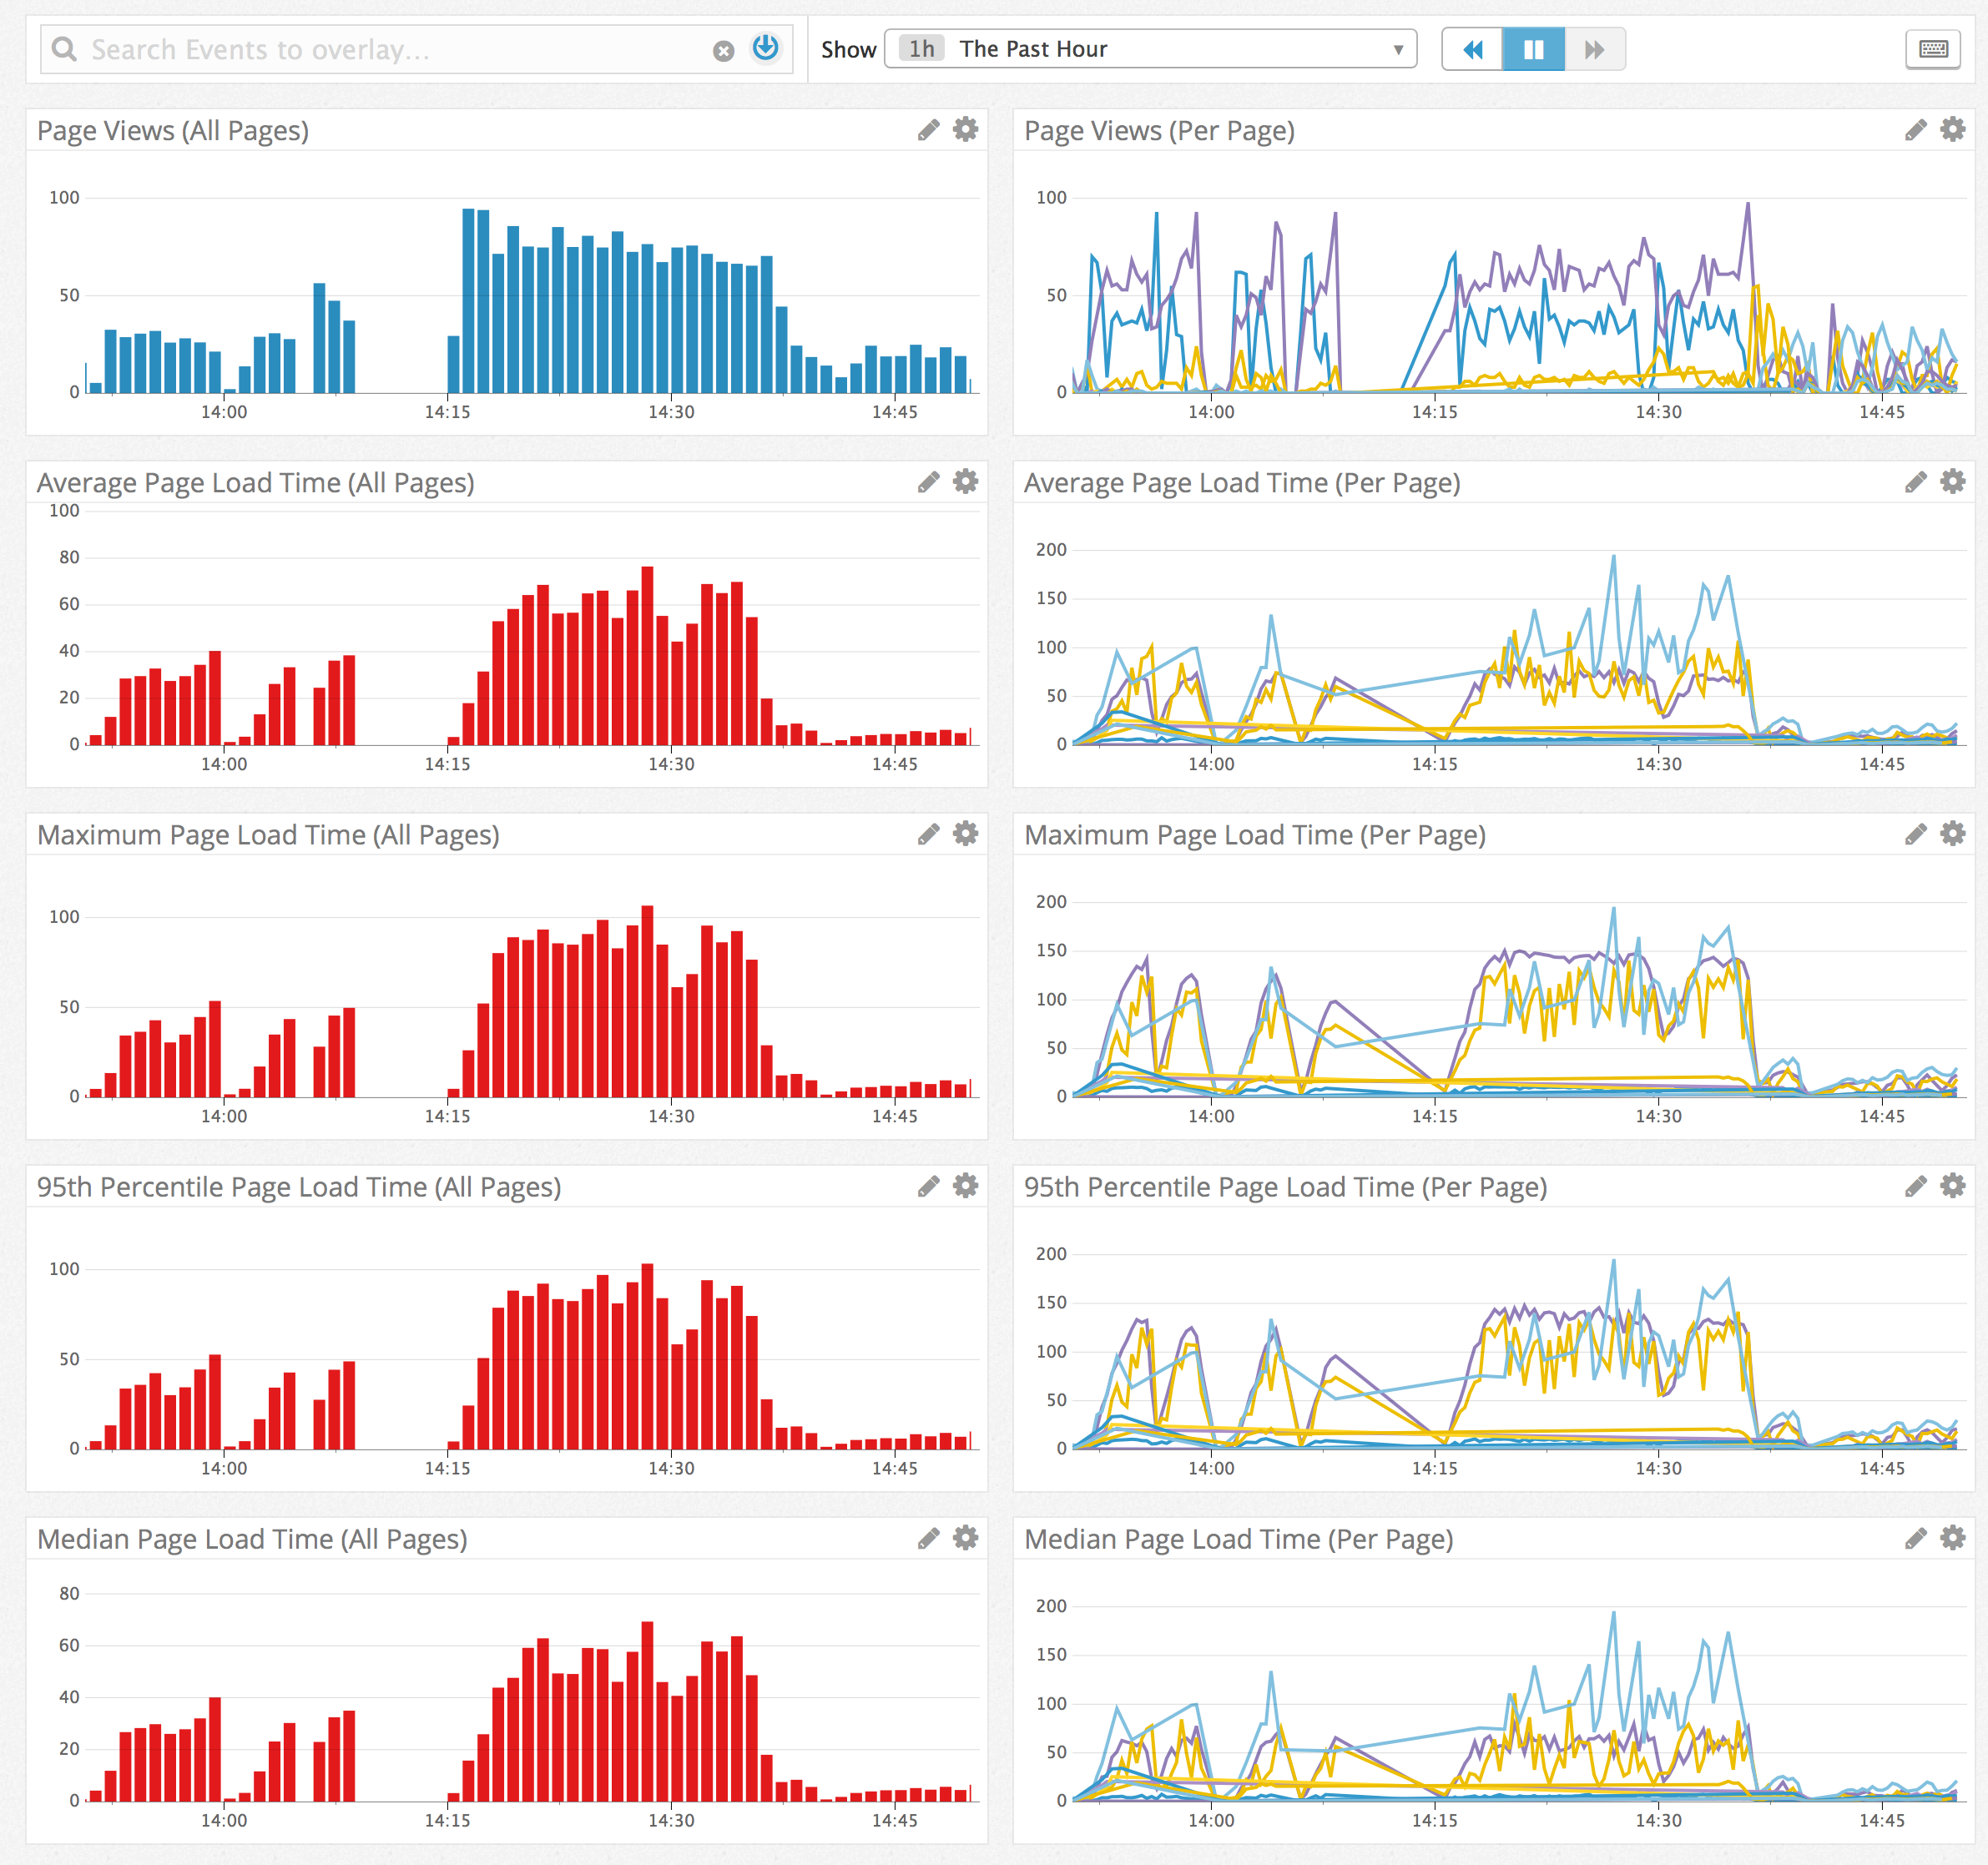 Search Events to overlay...
Show 1h The Past Hour
Page Views (All Pages)
100
50
0
14:00 14:15 14:30 14:45
Page Views (Per Page)
100
50
0
14:00 14:15 14:30 14:45
Average Page Load Time (All Pages)
100
80
60
40
20
0
14:00 14:15 14:30 14:45
Average Page Load Time (Per Page)
200
150
100
50
0
14:00 14:15 14:30 14:45
Maximum Page Load Time (All Pages)
100
50
0
14:00 14:15 14:30 14:45
Maximum Page Load Time (Per Page)
200
150
100
50
0
14:00 14:15 14:30 14:45
95th Percentile Page Load Time (All Pages)
100
50
0
14:00 14:15 14:30 14:45
95th Percentile Page Load Time (Per Page)
200
150
100
50
0
14:00 14:15 14:30 14:45
Median Page Load Time (All Pages)
80
60
40
20
0
14:00 14:15 14:30 14:45
Median Page Load Time (Per Page)
200
150
100
50
0
14:00 14:15 14:30 14:45